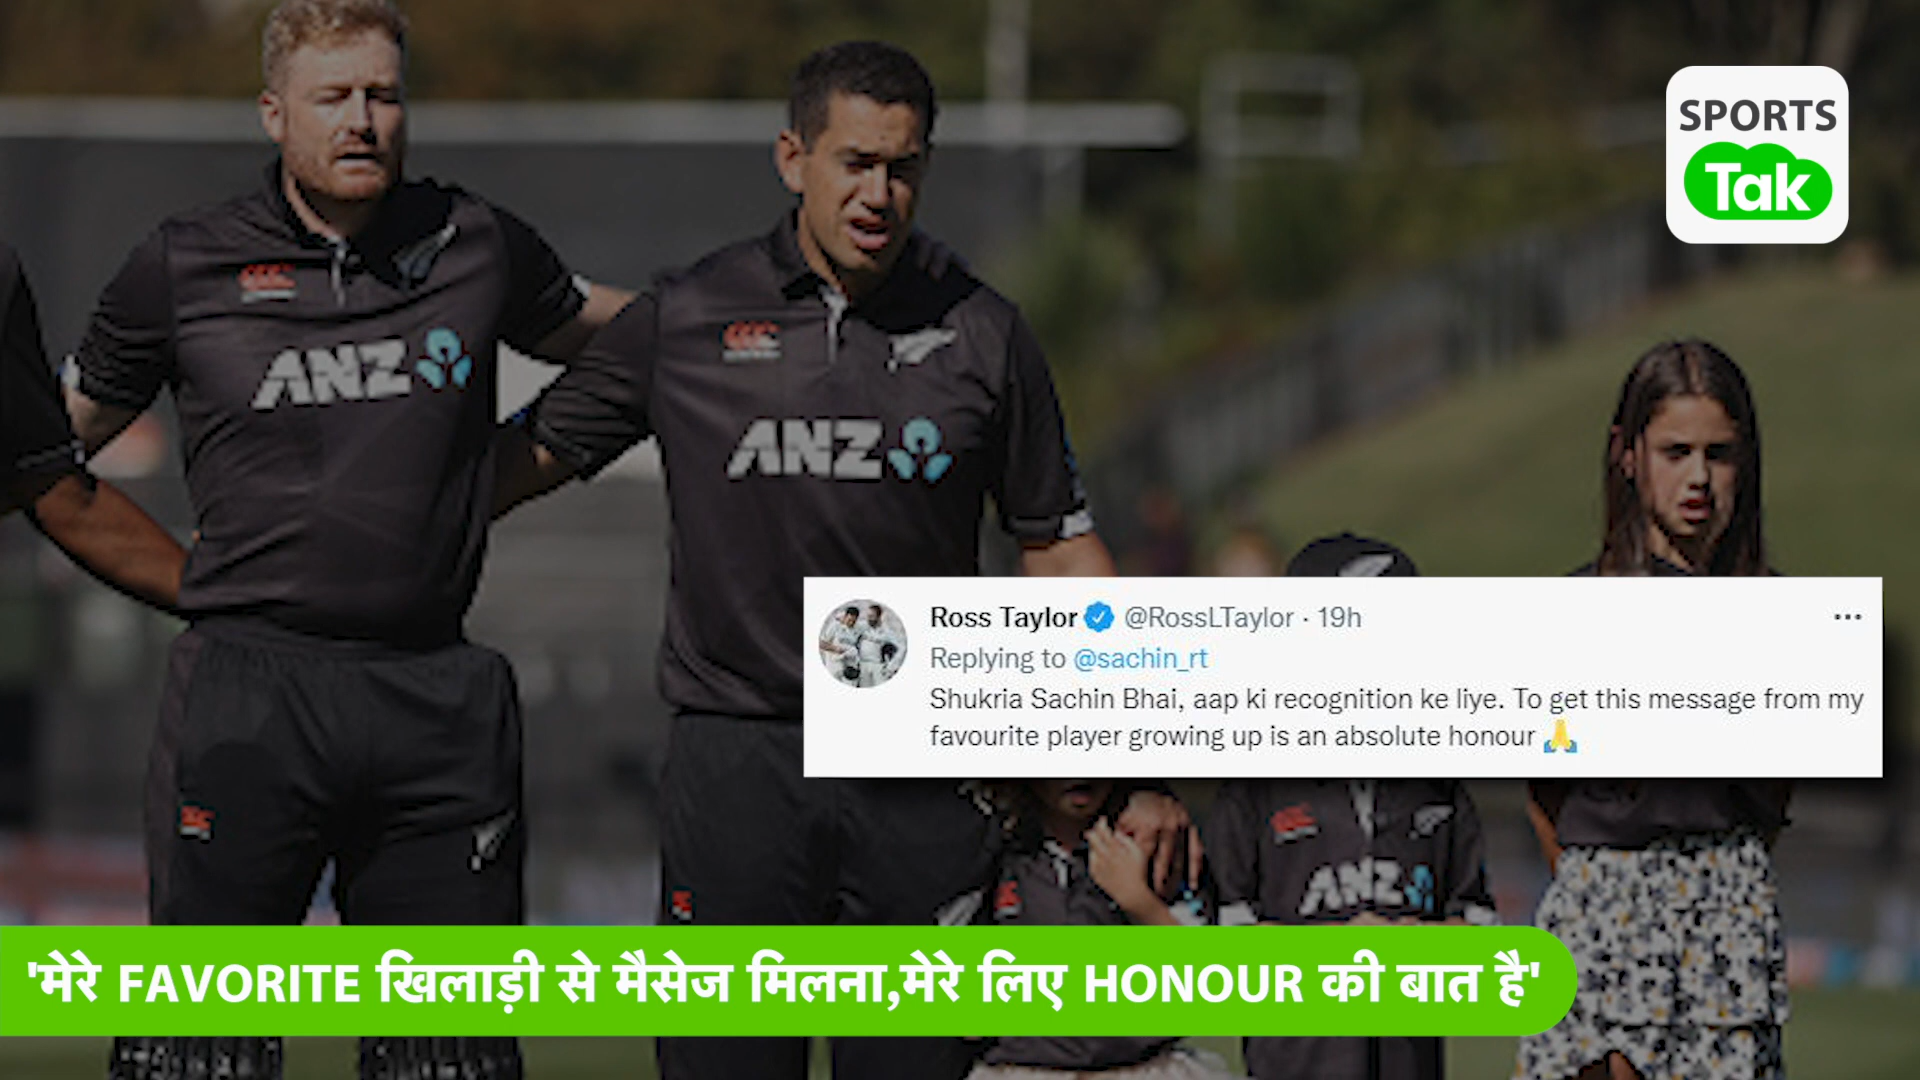 SPORTS
Tak
ANZ
ANZ
Ross Taylor @RossLTaylor · 19h
Replying to @sachin_rt
Shukria Sachin Bhai, aap ki recognition ke liye. To get this message from my
favourite player growing up is an absolute honour 🙏
ANZ
'मेरे FAVORITE खिलाड़ी से मैसेज मिलना,मेरे लिए HONOUR की बात है'